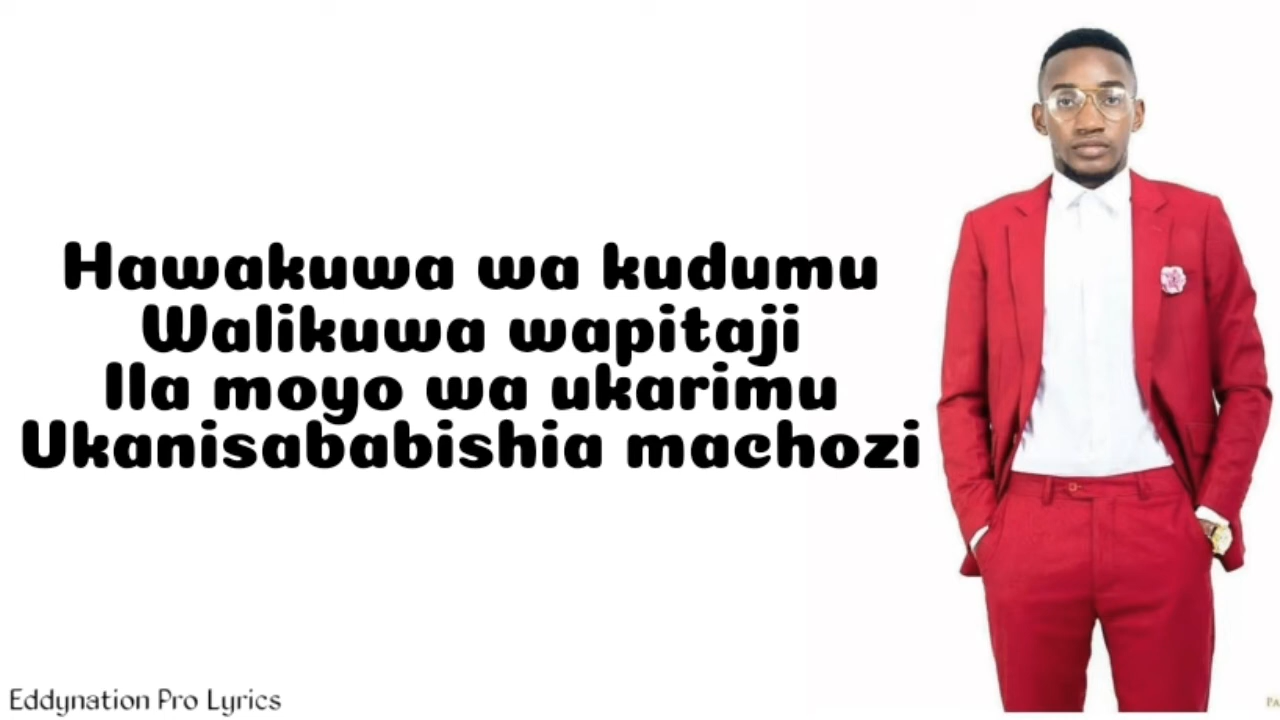 Hawakuwa wa kudumu
Walikuwa wapitaji
Ila moyo wa ukarimu
Ukanisababishia machozi
Eddynation Pro Lyrics